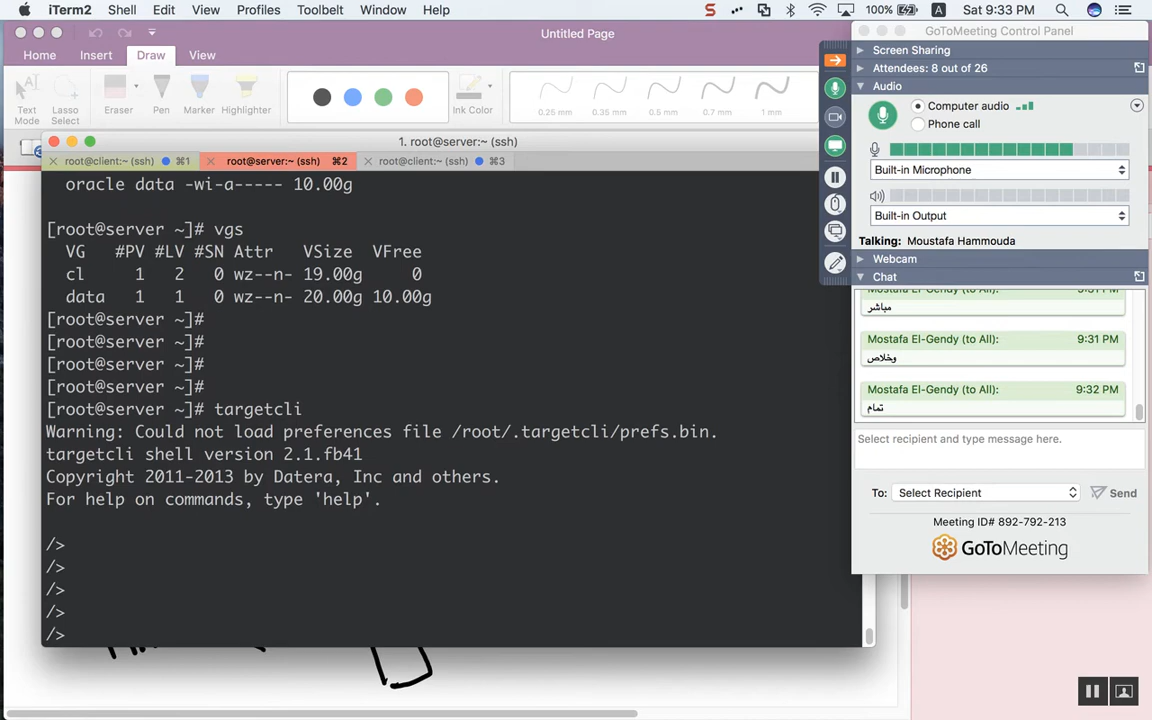 iTerm2 Shell Edit View Profiles Toolbelt Window Help
100% A Sat 9:33 PM
Untitled Page
Home Insert Draw View
Text Mode
Lasso Select
Eraser
Pen
Marker
Highlighter
Ink Color
0.25 mm 0.35 mm 0.5 mm 0.7 mm 1 mm
1. root@server:~ (ssh)
root@client:~ (ssh) ⌘1 root@server:~ (ssh) ⌘2 root@client:~ (ssh) ⌘3
oracle data -wi-a----- 10.00g
[root@server ~]# vgs
VG #PV #LV #SN Attr VSize VFree
cl 1 2 0 wz--n- 19.00g 0
data 1 1 0 wz--n- 20.00g 10.00g
[root@server ~]#
[root@server ~]#
[root@server ~]#
[root@server ~]#
[root@server ~]# targetcli
Warning: Could not load preferences file /root/.targetcli/prefs.bin.
targetcli shell version 2.1.fb41
Copyright 2011-2013 by Datera, Inc and others.
For help on commands, type 'help'.
/>
/>
/>
/>
/>
GoToMeeting Control Panel
Screen Sharing
Attendees: 8 out of 26
Audio
Computer audio
Phone call
Built-in Microphone
Built-in Output
Talking: Moustafa Hammouda
Webcam
Chat
Mostafa El-Gendy (to All): 9:31 PM
مباشر
Mostafa El-Gendy (to All): 9:31 PM
وخلاص
Mostafa El-Gendy (to All): 9:32 PM
تمام
Select recipient and type message here.
To: Select Recipient Send
Meeting ID# 892-792-213
GoToMeeting